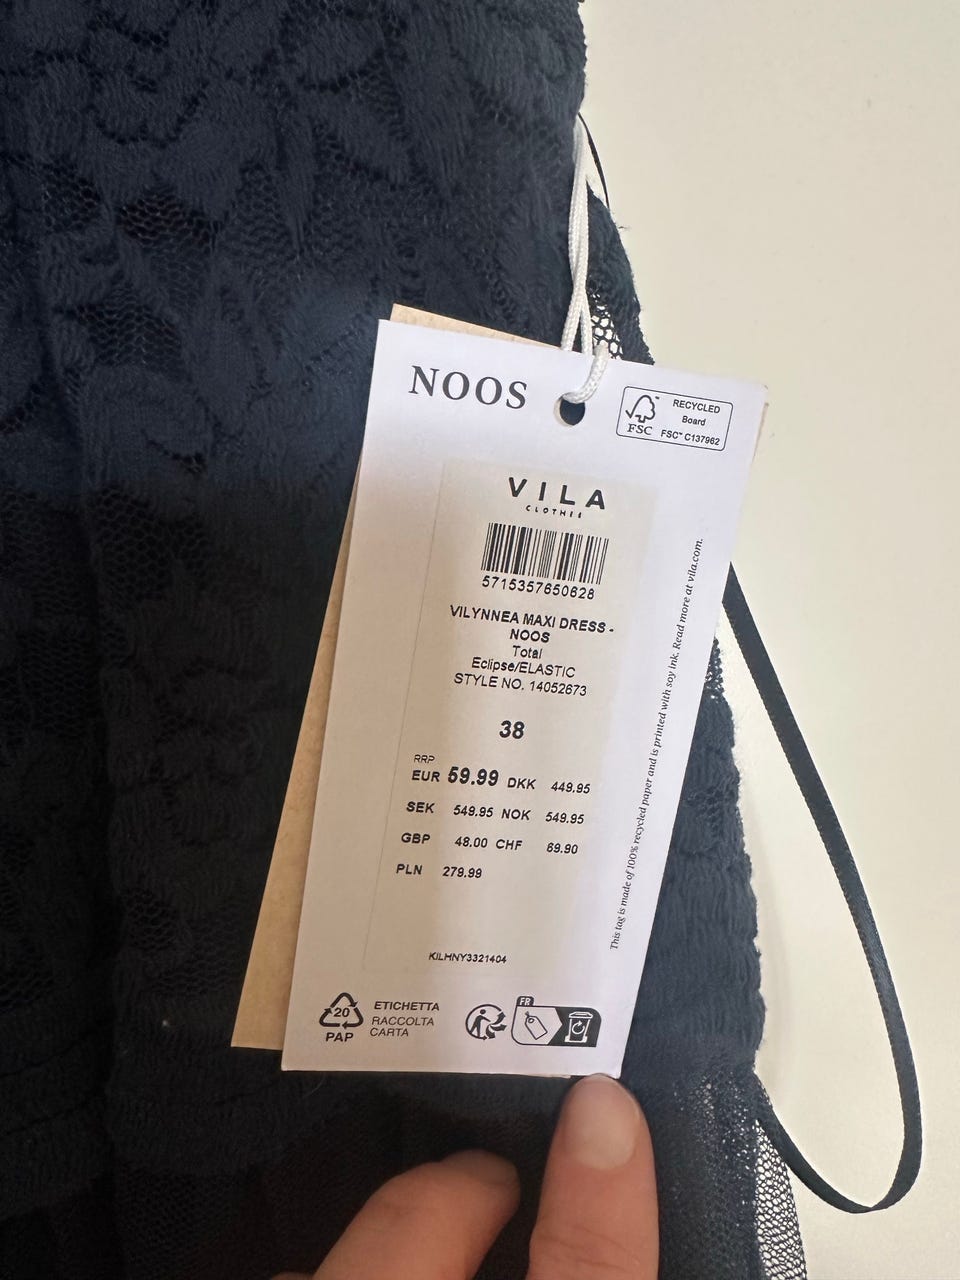 NOOS
FSC™
RECYCLED
Board
FSC™ C137962
VILA
CLOTHES
5715357650628
VILYNNEA MAXI DRESS -
NOOS
Total
Eclipse/ELASTIC
STYLE NO. 14052673
38
RRP
EUR 59.99 DKK 449.95
SEK 549.95 NOK 549.95
GBP 48.00 CHF 69.90
PLN 279.99
KILHNY3321404
This tag is made of 100% recycled paper and is printed with soy ink. Read more at vila.com.
20
PAP
ETICHETTA
RACCOLTA
CARTA
FR